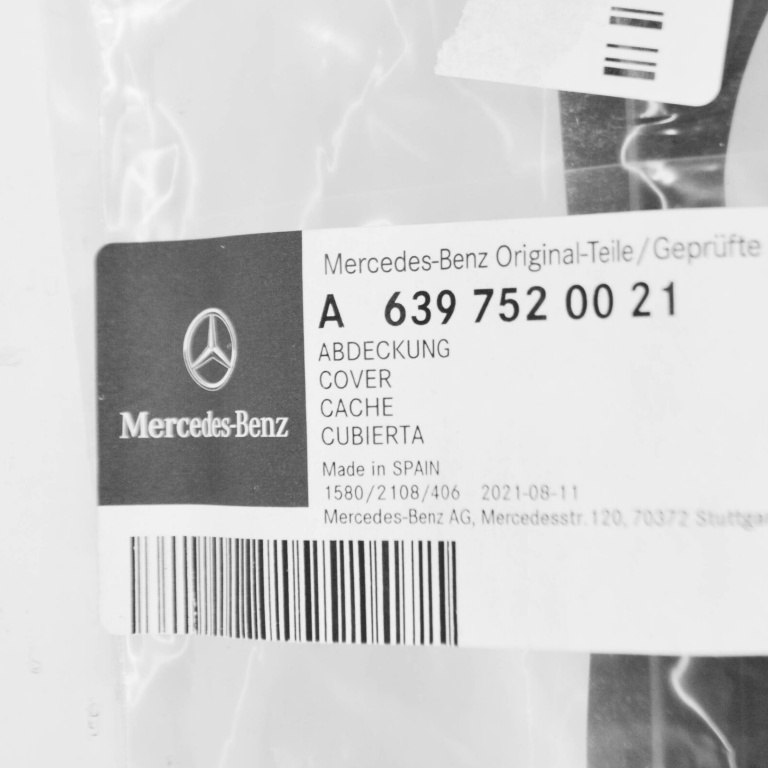 Mercedes-Benz Original-Teile/Geprüfte
A 639 752 00 21
ABDECKUNG
COVER
CACHE
CUBIERTA
Mercedes-Benz
Made in SPAIN
1580/2108/406 2021-08-11
Mercedes-Benz AG, Mercedesstr. 120, 70372